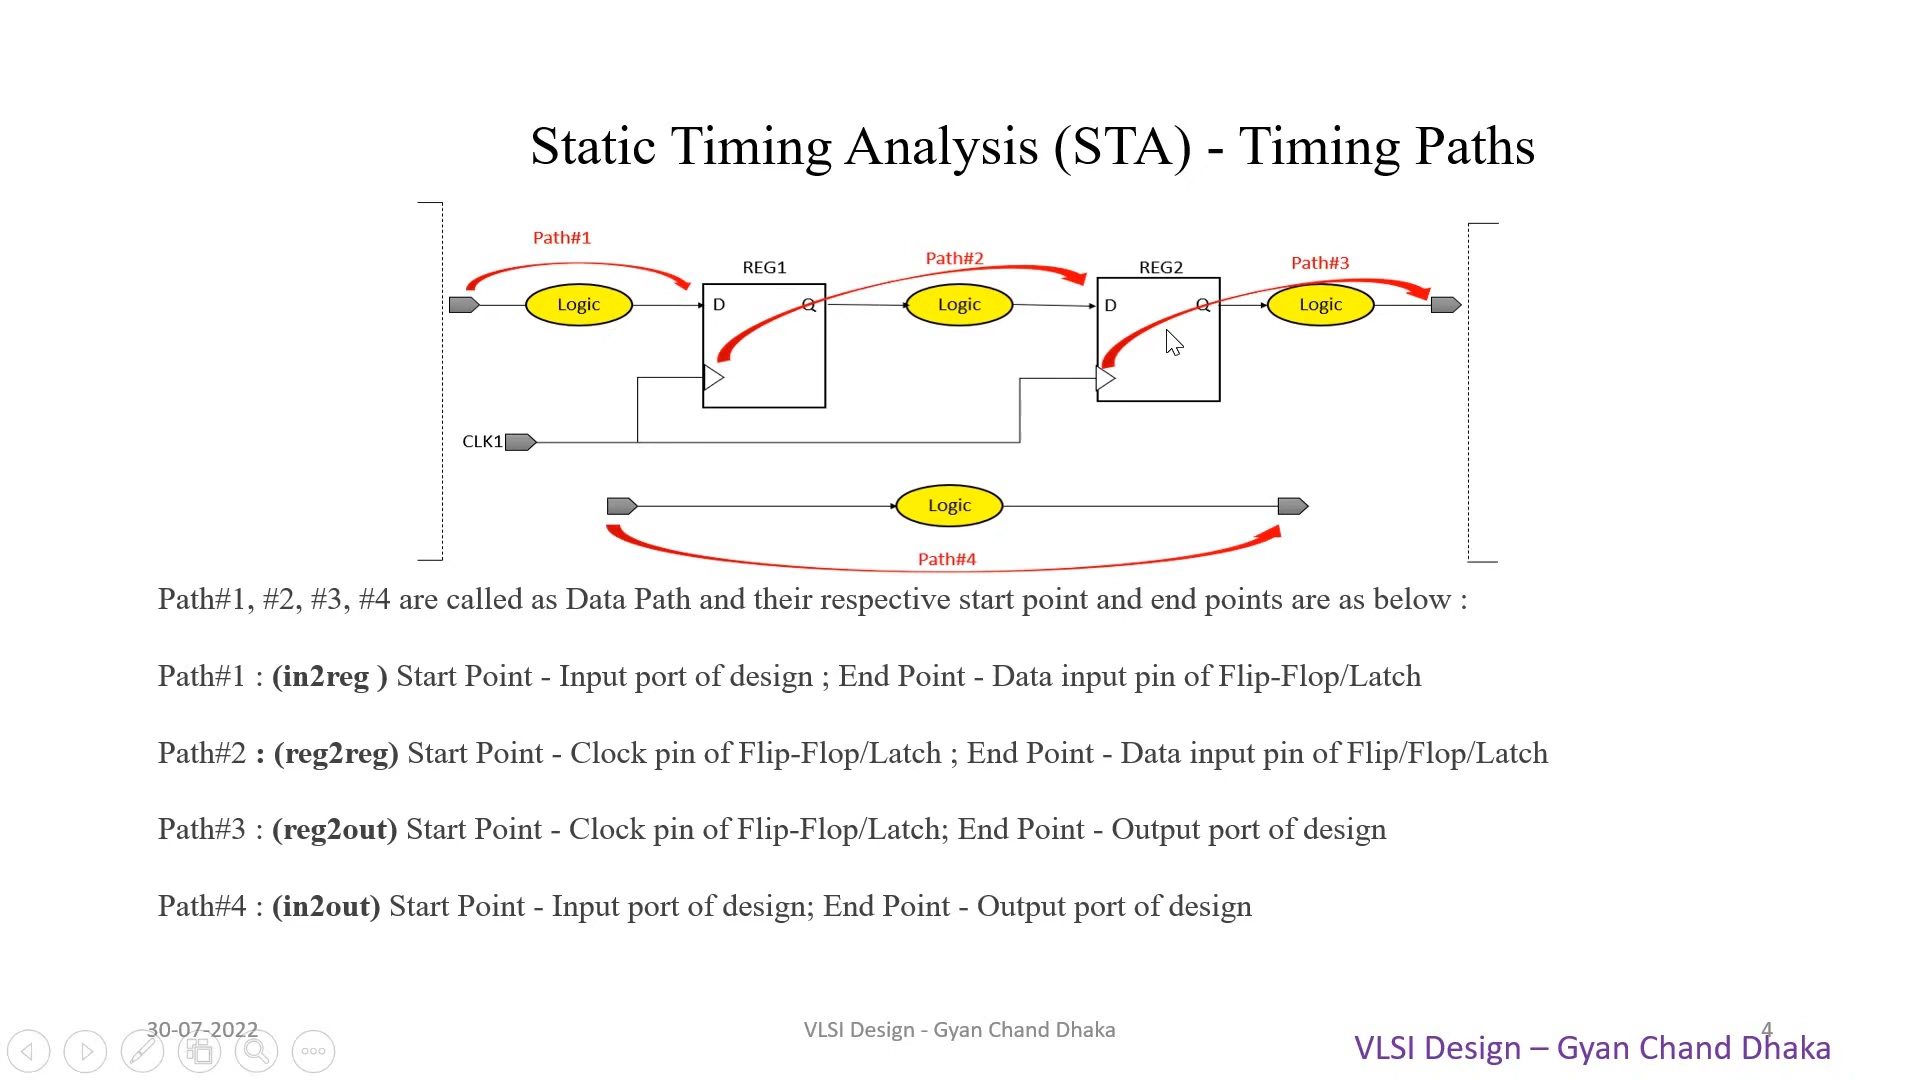 Static Timing Analysis (STA) - Timing Paths
Path#1
Path#2
Path#3
REG1
REG2
Logic
D
Q
Logic
D
Q
Logic
CLK1
Logic
Path#4
Path#1, #2, #3, #4 are called as Data Path and their respective start point and end points are as below :
Path#1 : (in2reg ) Start Point - Input port of design ; End Point - Data input pin of Flip-Flop/Latch
Path#2 : (reg2reg) Start Point - Clock pin of Flip-Flop/Latch ; End Point - Data input pin of Flip/Flop/Latch
Path#3 : (reg2out) Start Point - Clock pin of Flip-Flop/Latch; End Point - Output port of design
Path#4 : (in2out) Start Point - Input port of design; End Point - Output port of design
30-07-2022
VLSI Design - Gyan Chand Dhaka
4
VLSI Design – Gyan Chand Dhaka